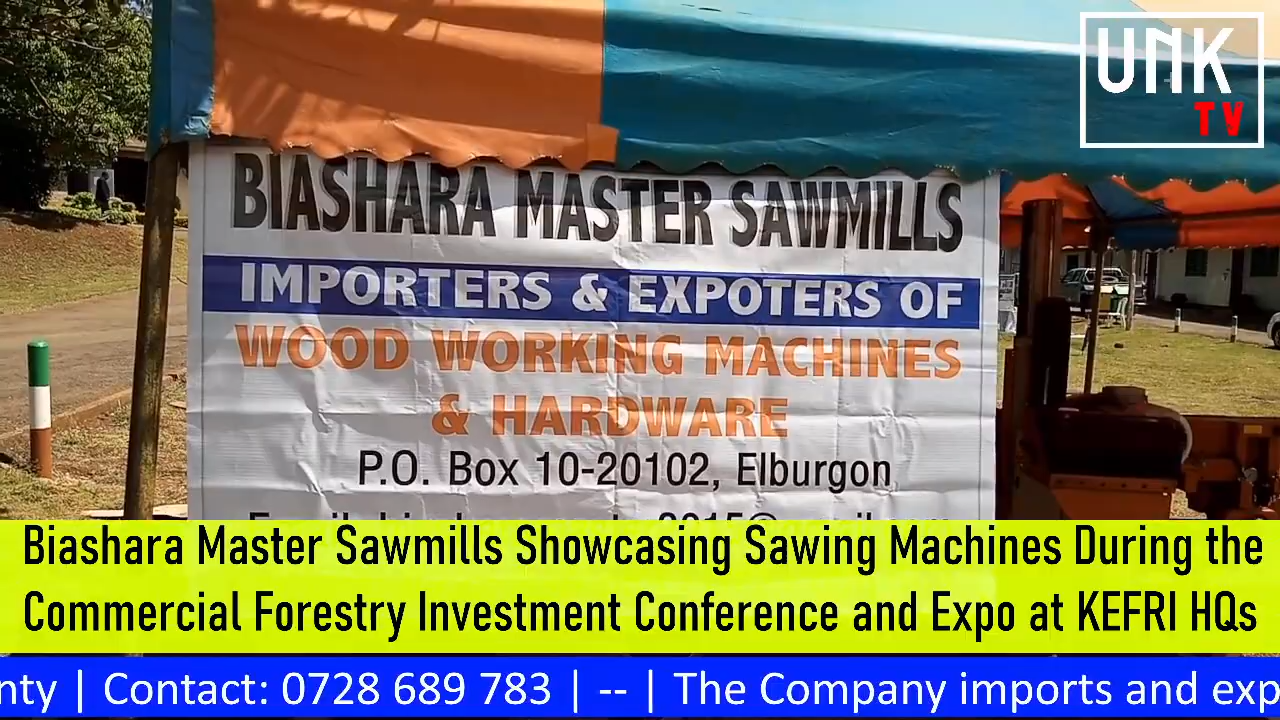 UNK
TV
BIASHARA MASTER SAWMILLS
IMPORTERS & EXPOTERS OF
WOOD WORKING MACHINES
& HARDWARE
P.O. Box 10-20102, Elburgon
Biashara Master Sawmills Showcasing Sawing Machines During the
Commercial Forestry Investment Conference and Expo at KEFRI HQs
nty | Contact: 0728 689 783 | -- | The Company imports and exp